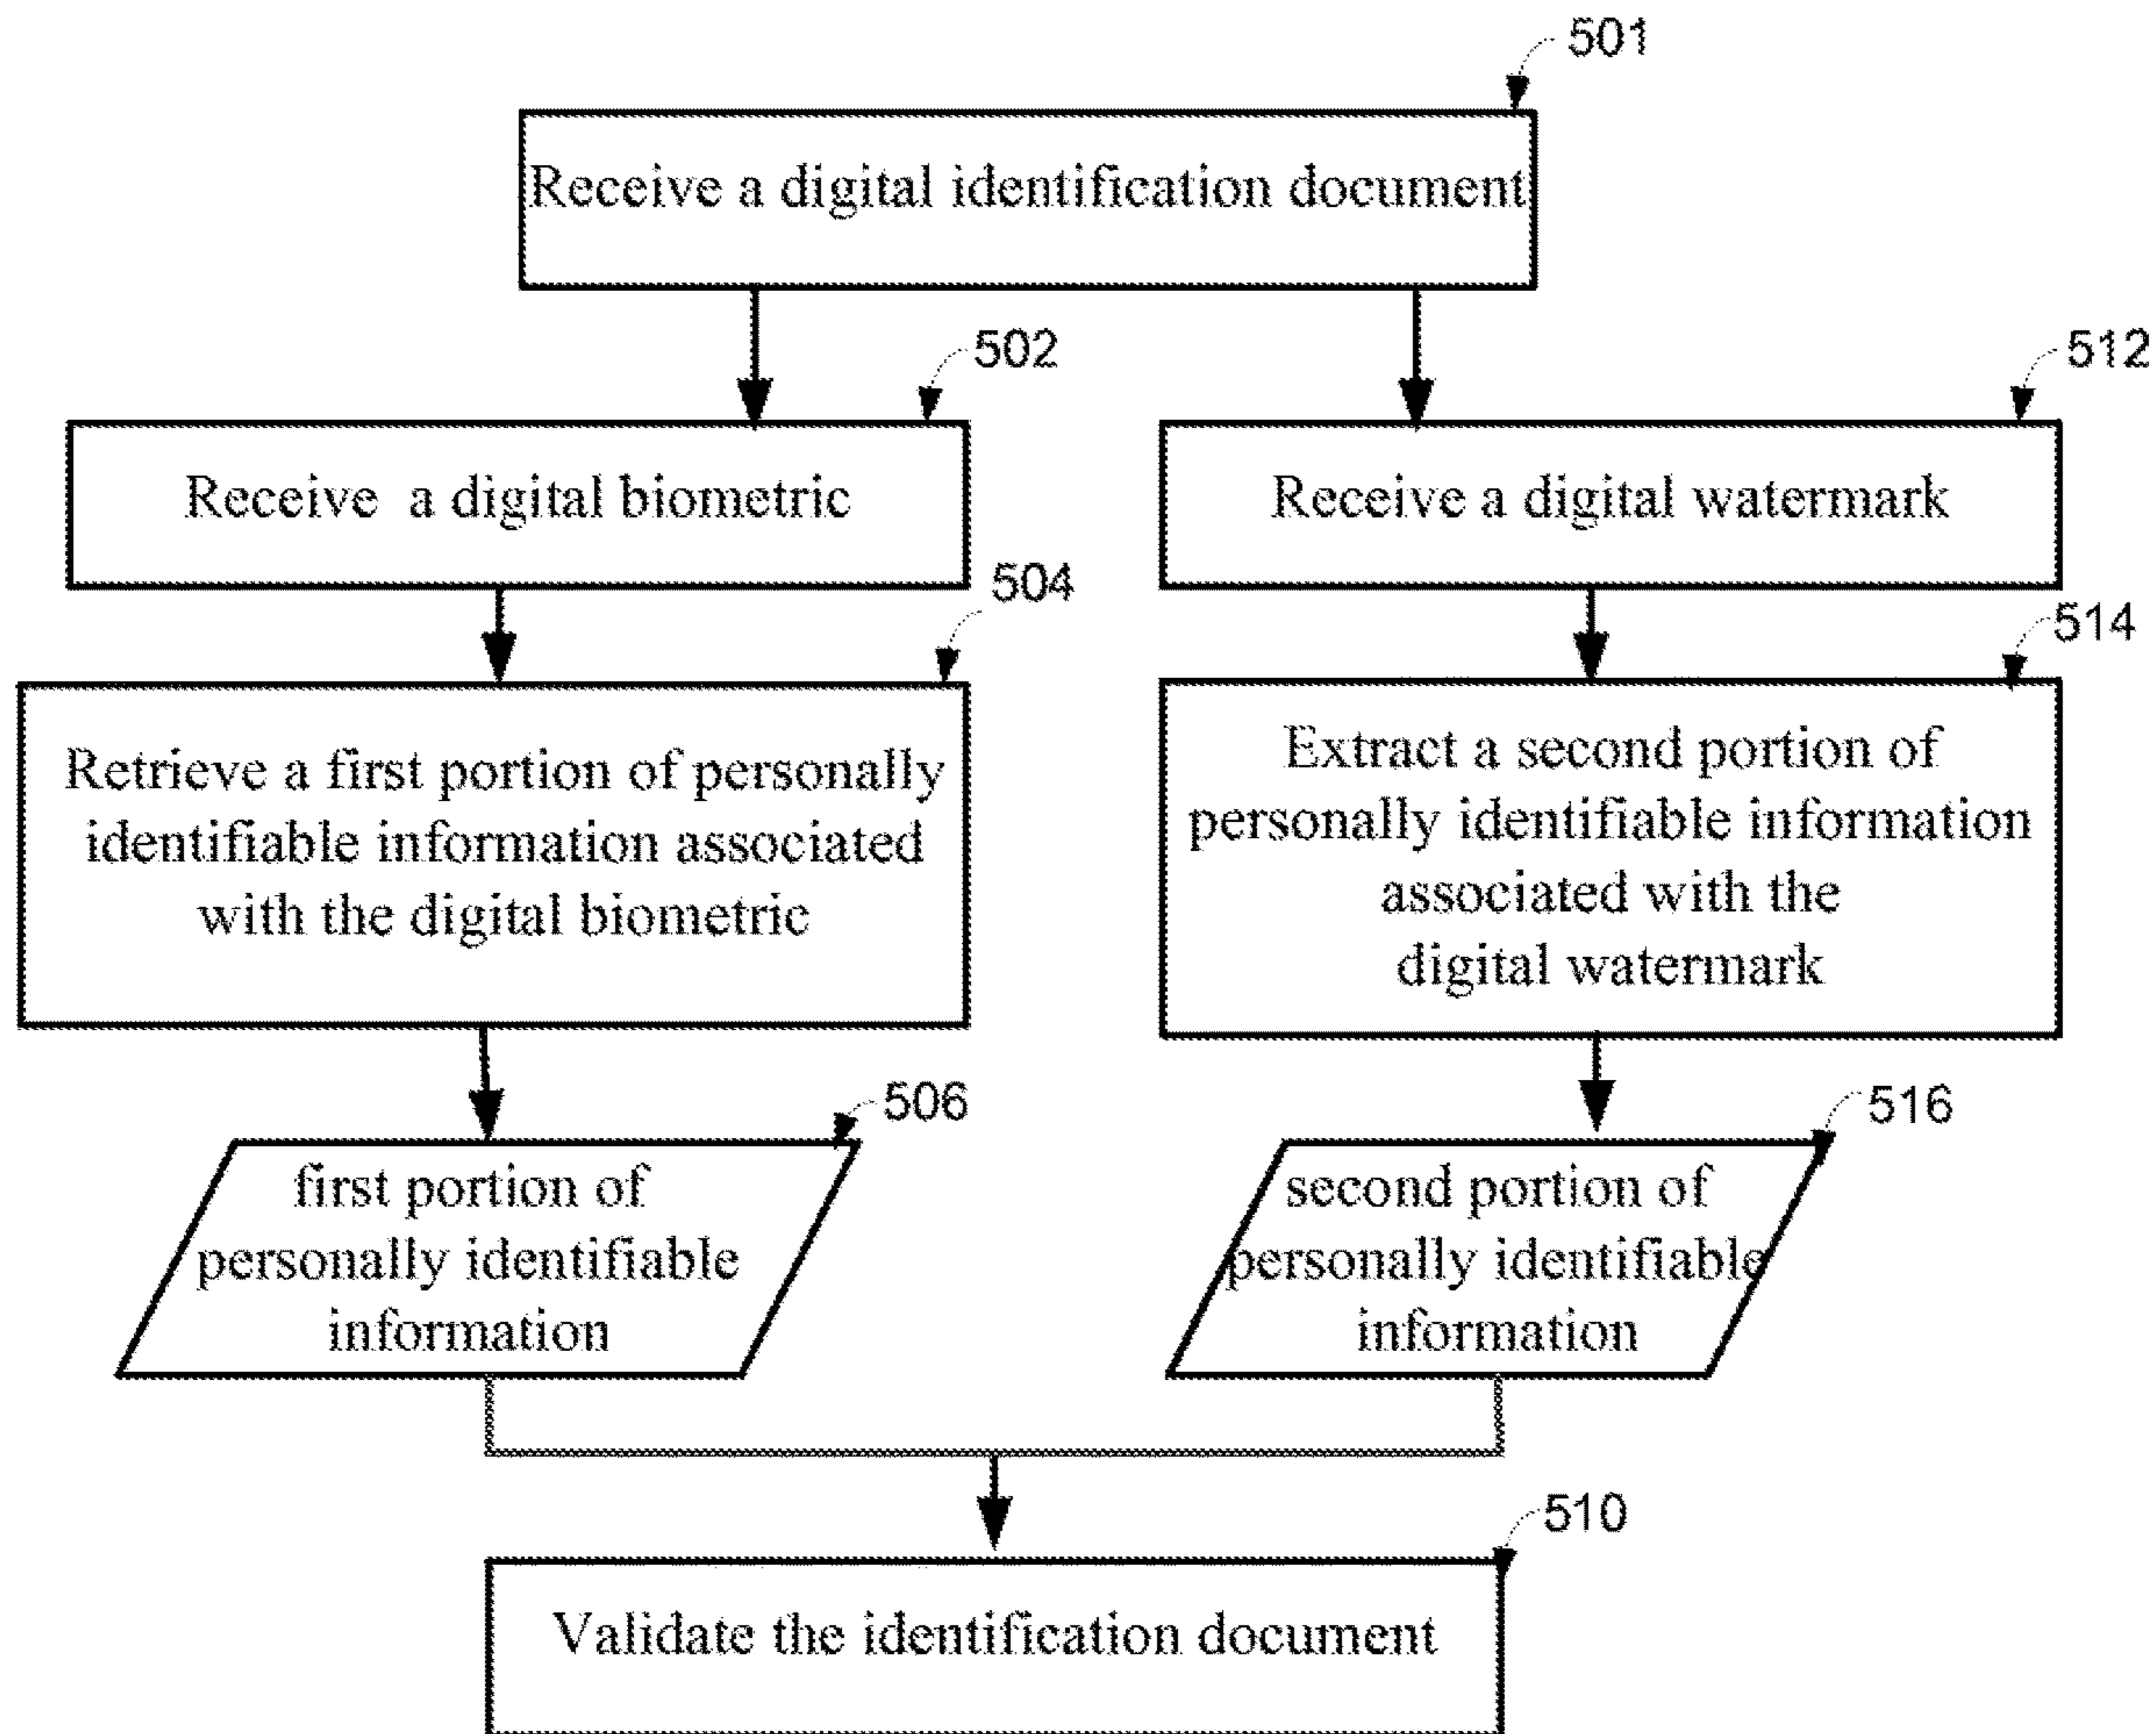 501
Receive a digital identification document
502
512
Receive a digital biometric
Receive a digital watermark
504
514
Retrieve a first portion of personally
identifiable information associated
with the digital biometric
Extract a second portion of
personally identifiable information
associated with the
digital watermark
506
516
first portion of
personally identifiable
information
second portion of
personally identifiable
information
510
Validate the identification document